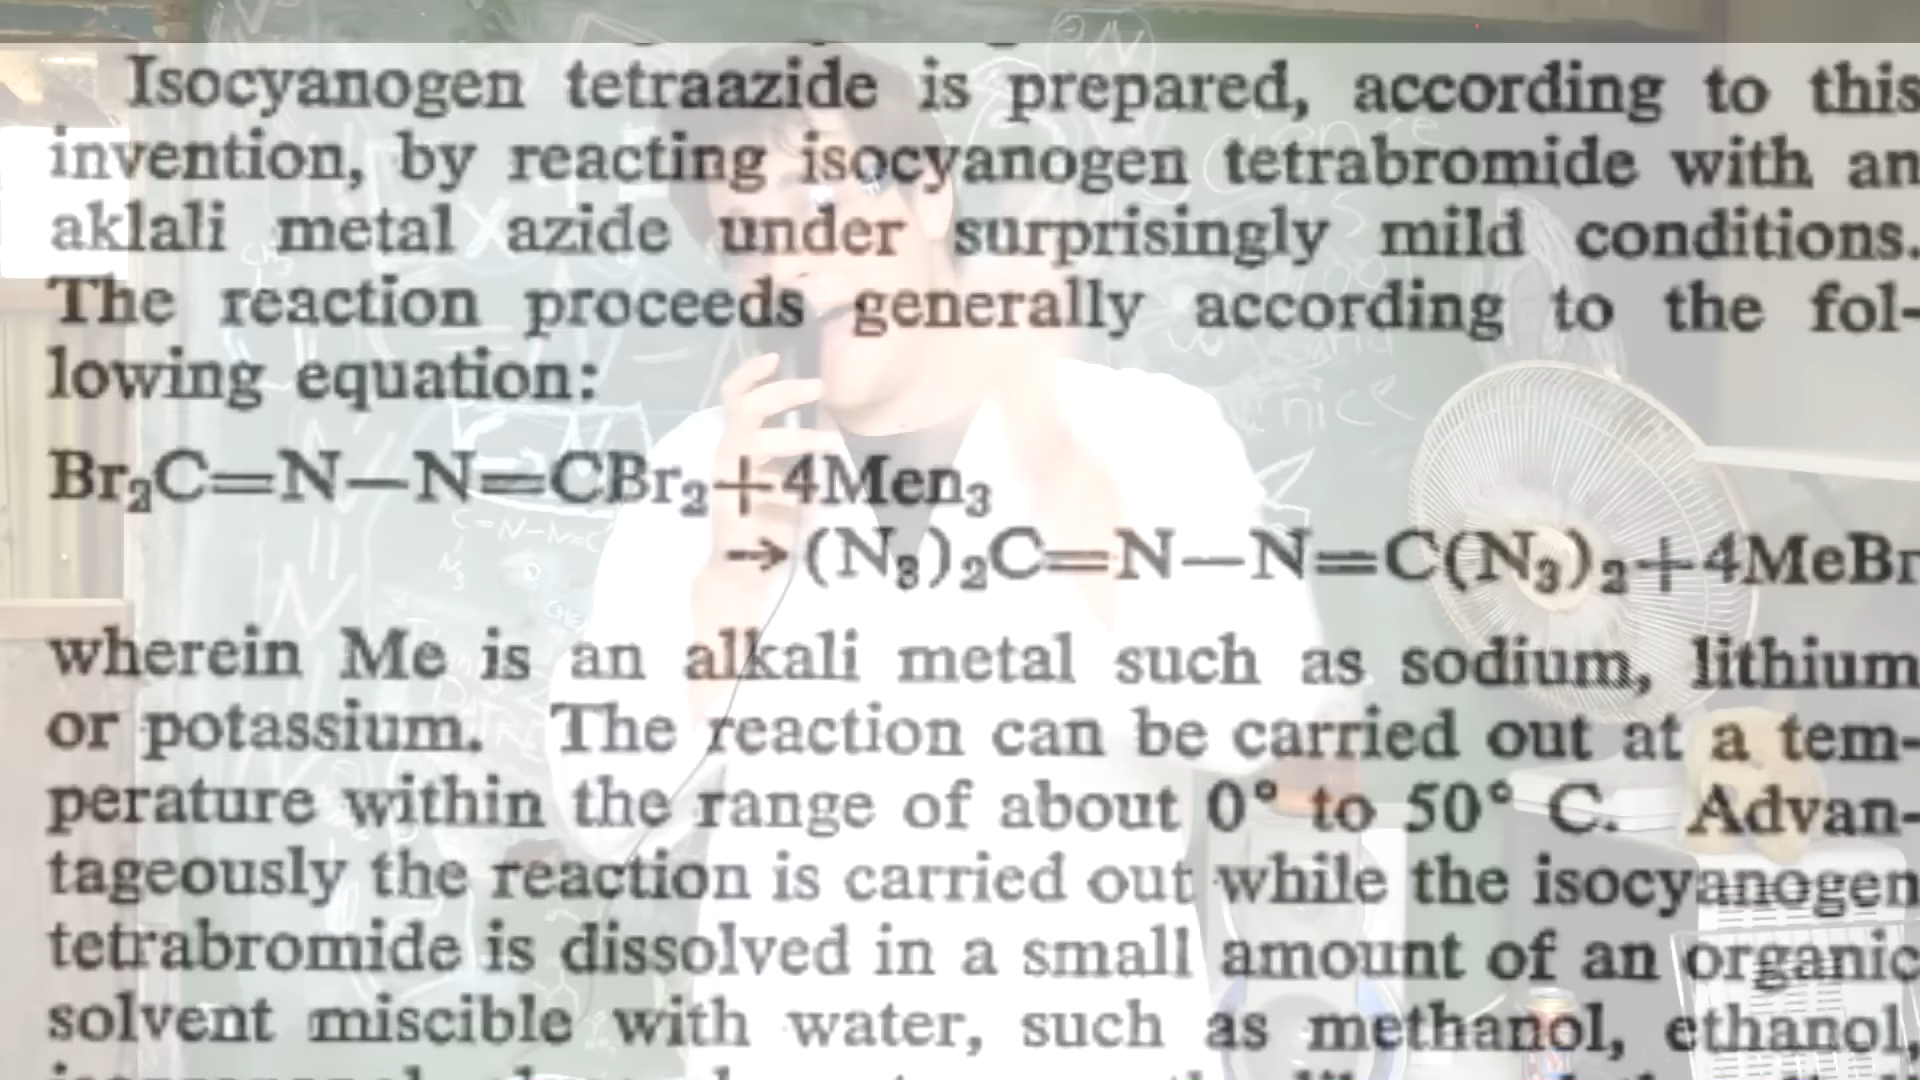 Isocyanogen tetraazide is prepared, according to this
invention, by reacting isocyanogen tetrabromide with an
aklali metal azide under surprisingly mild conditions.
The reaction proceeds generally according to the fol-
lowing equation:
Br₂C=N—N=CBr₂+4Men₃
→(N₃)₂C=N—N=C(N₃)₂+4MeBr
wherein Me is an alkali metal such as sodium, lithium
or potassium. The reaction can be carried out at a tem-
perature within the range of about 0° to 50° C. Advan-
tageously the reaction is carried out while the isocyanogen
tetrabromide is dissolved in a small amount of an organic
solvent miscible with water, such as methanol, ethanol,